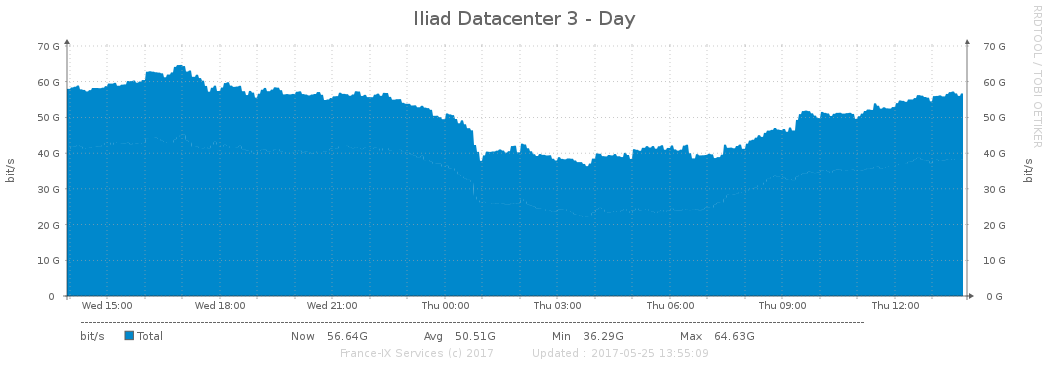 Iliad Datacenter 3 - Day
RRDTOOL / TOBI OETIKER
70 G 70 G
60 G 60 G
50 G 50 G
40 G 40 G
30 G 30 G
20 G 20 G
10 G 10 G
0 0 G
bit/s bit/s
Wed 15:00 Wed 18:00 Wed 21:00 Thu 00:00 Thu 03:00 Thu 06:00 Thu 09:00 Thu 12:00
bit/s Total Now 56.64G Avg 50.51G Min 36.29G Max 64.63G
France-IX Services (c) 2017 Updated : 2017-05-25 13:55:09